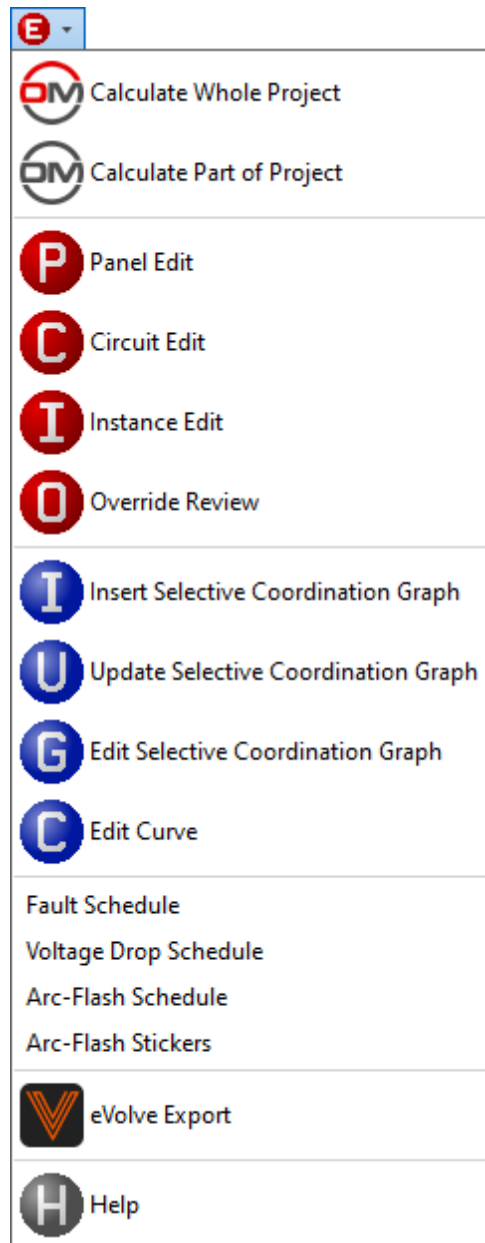 E
OM Calculate Whole Project
OM Calculate Part of Project
P Panel Edit
C Circuit Edit
I Instance Edit
O Override Review
I Insert Selective Coordination Graph
U Update Selective Coordination Graph
G Edit Selective Coordination Graph
C Edit Curve
Fault Schedule
Voltage Drop Schedule
Arc-Flash Schedule
Arc-Flash Stickers
V eVolve Export
H Help